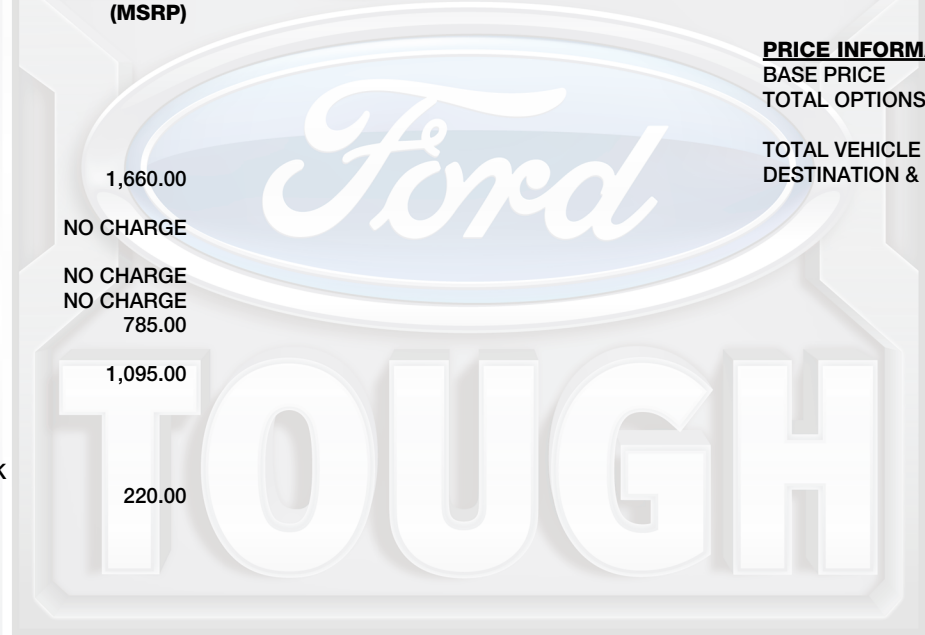 (MSRP)
1,660.00
NO CHARGE
NO CHARGE
NO CHARGE
785.00
1,095.00
K
220.00
PRICE INFORM
BASE PRICE
TOTAL OPTIONS
TOTAL VEHICLE
DESTINATION &
Ford
TOUGH